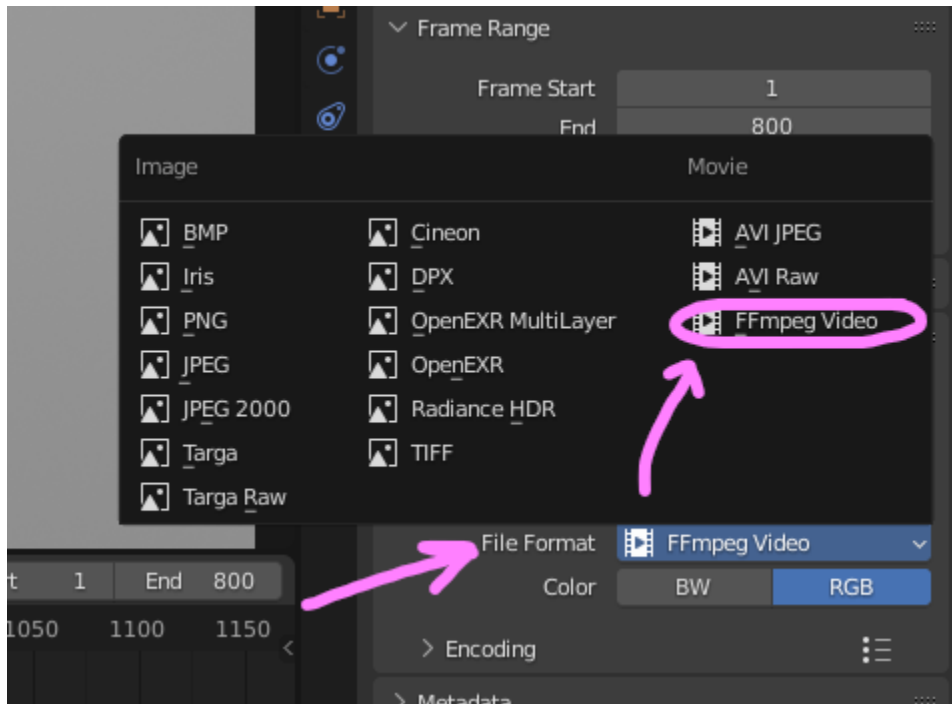 Frame Range
Frame Start 1
End 800
Image Movie
BMP Cineon AVI JPEG
Iris DPX AVI Raw
PNG OpenEXR MultiLayer FFmpeg Video
JPEG OpenEXR
JPEG 2000 Radiance HDR
Targa TIFF
Targa Raw
File Format FFmpeg Video
1 End 800
Color BW RGB
1050 1100 1150
Encoding
Metadata